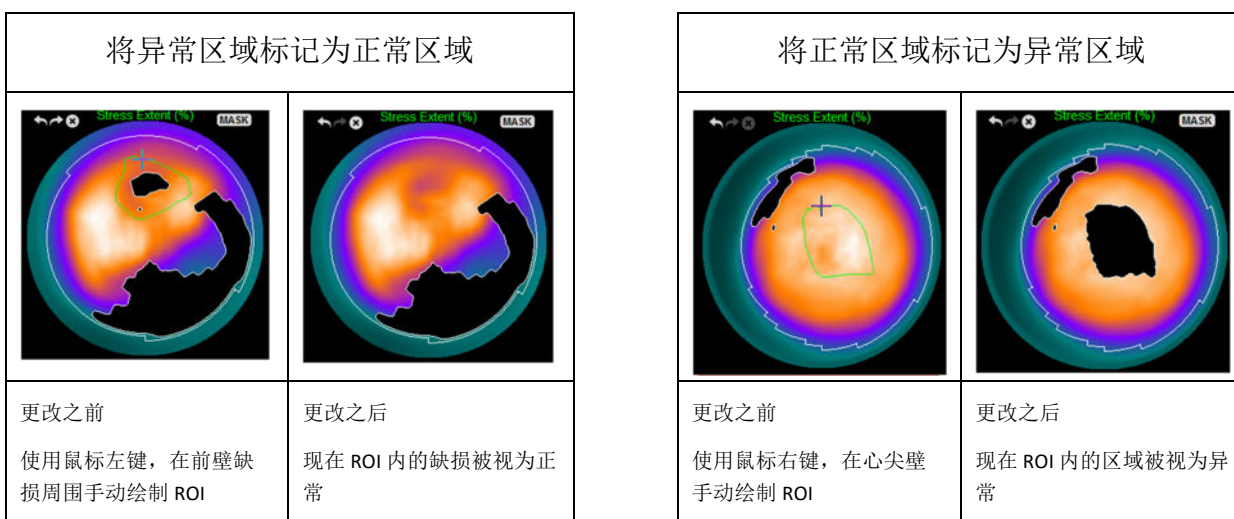 将异常区域标记为正常区域
Stress Extent (%)
MASK
Stress Extent (%)
MASK
更改之前
使用鼠标左键，在前壁缺
损周围手动绘制 ROI
更改之后
现在 ROI 内的缺损被视为正
常
将正常区域标记为异常区域
Stress Extent (%)
Stress Extent (%)
MASK
更改之前
使用鼠标右键，在心尖壁
手动绘制 ROI
更改之后
现在 ROI 内的区域被视为异
常